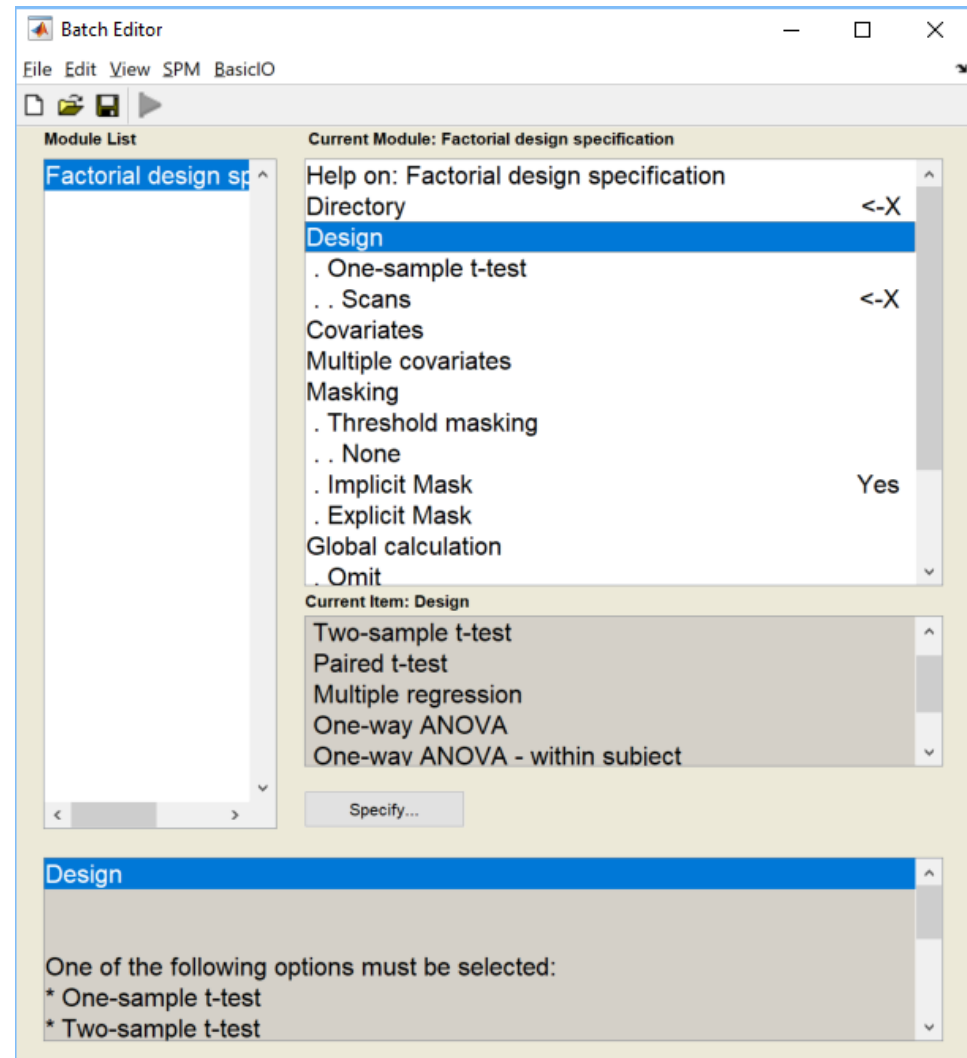 Batch Editor
File Edit View SPM BasicIO
Module List
Current Module: Factorial design specification
Factorial design sp
Help on: Factorial design specification
Directory <-X
Design
. One-sample t-test
. . Scans <-X
Covariates
Multiple covariates
Masking
. Threshold masking
. . None
. Implicit Mask Yes
. Explicit Mask
Global calculation
. Omit
Current Item: Design
Two-sample t-test
Paired t-test
Multiple regression
One-way ANOVA
One-way ANOVA - within subject
Specify...
Design
One of the following options must be selected:
* One-sample t-test
* Two-sample t-test